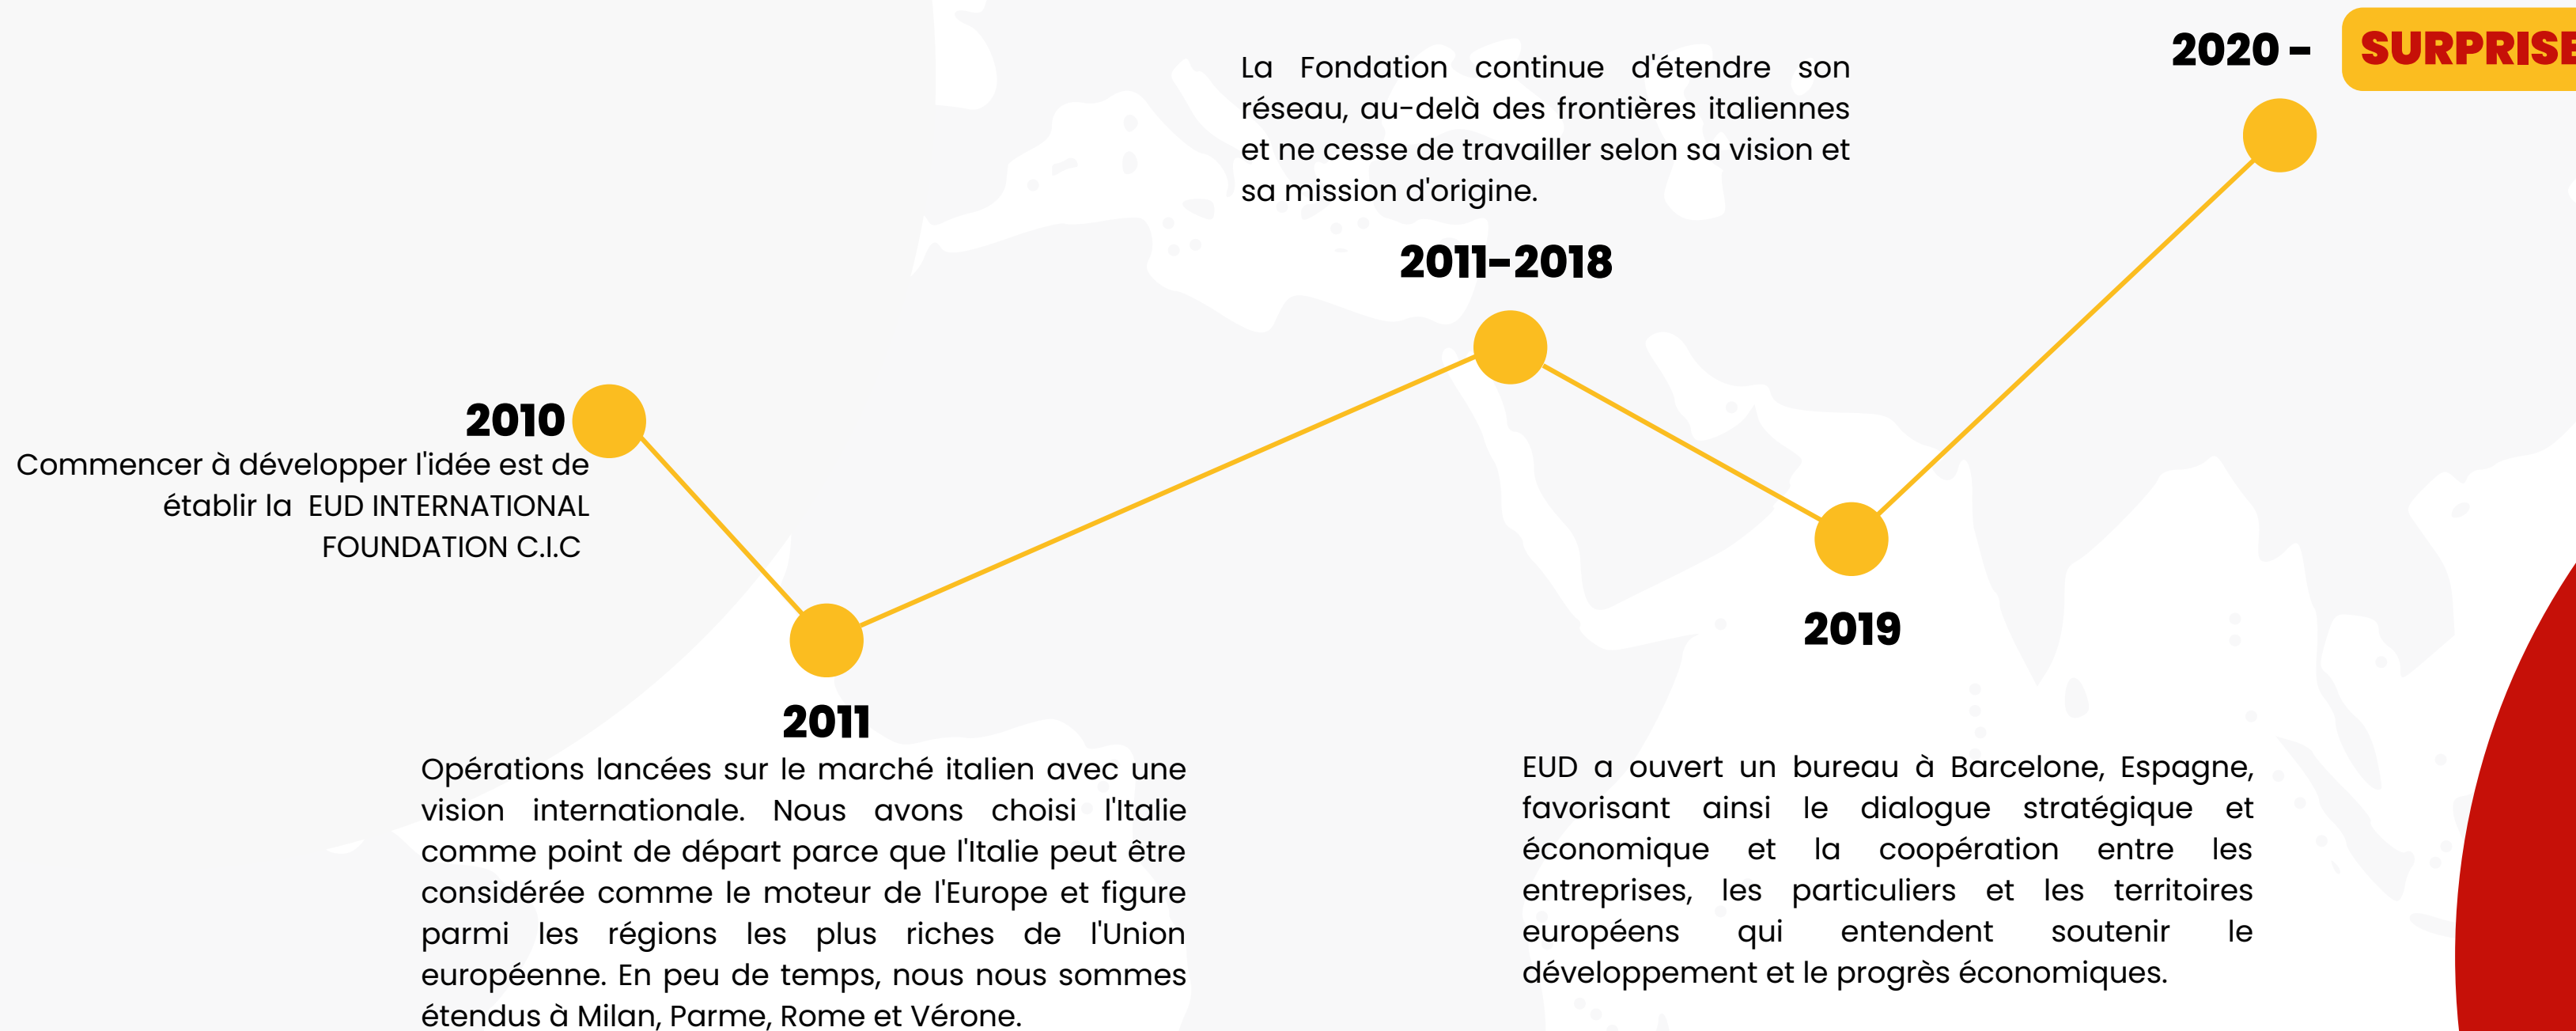 2010
Commencer à développer l'idée est de
établir la EUD INTERNATIONAL
FOUNDATION C.I.C
2011
Opérations lancées sur le marché italien avec une
vision internationale. Nous avons choisi l'Italie
comme point de départ parce que l'Italie peut être
considérée comme le moteur de l'Europe et figure
parmi les régions les plus riches de l'Union
européenne. En peu de temps, nous nous sommes
étendus à Milan, Parme, Rome et Vérone.
La Fondation continue d'étendre son
réseau, au-delà des frontières italiennes
et ne cesse de travailler selon sa vision et
sa mission d'origine.
2011-2018
2019
EUD a ouvert un bureau à Barcelone, Espagne,
favorisant ainsi le dialogue stratégique et
économique et la coopération entre les
entreprises, les particuliers et les territoires
européens qui entendent soutenir le
développement et le progrès économiques.
2020 - SURPRISE